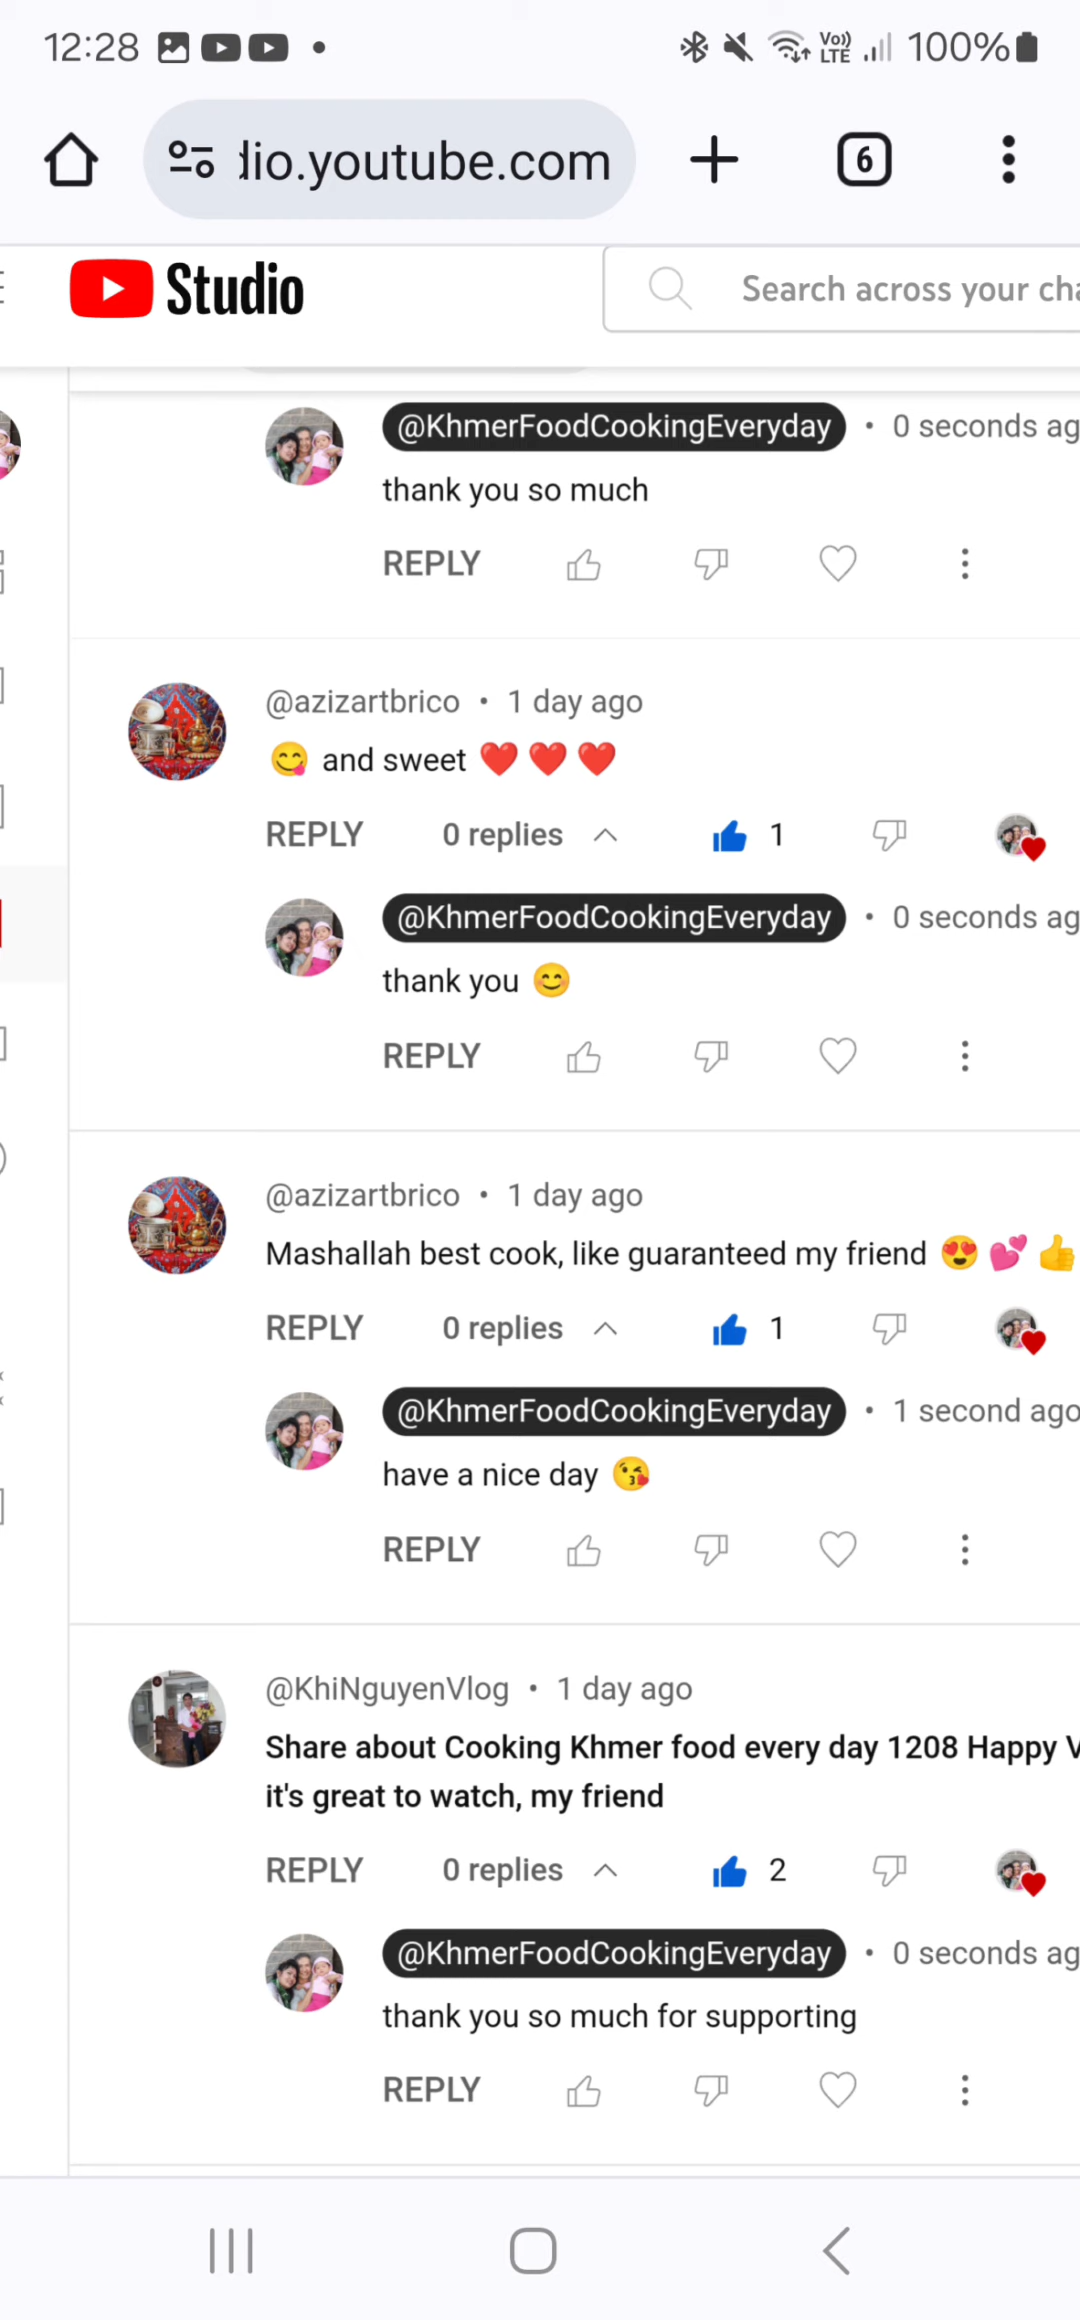 12:28 Vo)) LTE 100%
dio.youtube.com 6
Studio Search across your
@KhmerFoodCookingEveryday • 0 seconds ag
thank you so much
REPLY
@azizartbrico • 1 day ago
😋 and sweet ❤️❤️❤️
REPLY 0 replies 1
@KhmerFoodCookingEveryday • 0 seconds ag
thank you 😊
REPLY
@azizartbrico • 1 day ago
Mashallah best cook, like guaranteed my friend 😍💕👍
REPLY 0 replies 1
@KhmerFoodCookingEveryday • 1 second ago
have a nice day 😘
REPLY
@KhiNguyenVlog • 1 day ago
Share about Cooking Khmer food every day 1208 Happy V
it's great to watch, my friend
REPLY 0 replies 2
@KhmerFoodCookingEveryday • 0 seconds ag
thank you so much for supporting
REPLY